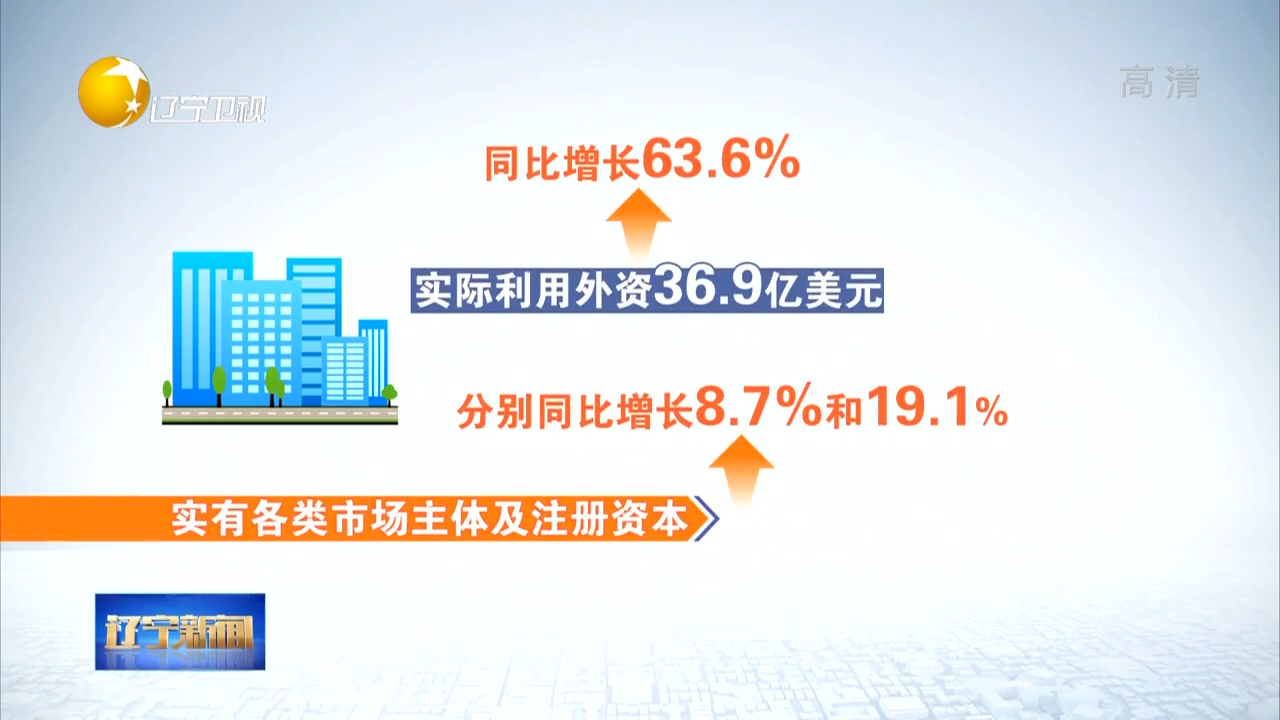 辽宁卫视
高清
同比增长63.6%
实际利用外资36.9亿美元
分别同比增长8.7%和19.1%
实有各类市场主体及注册资本
辽宁新闻